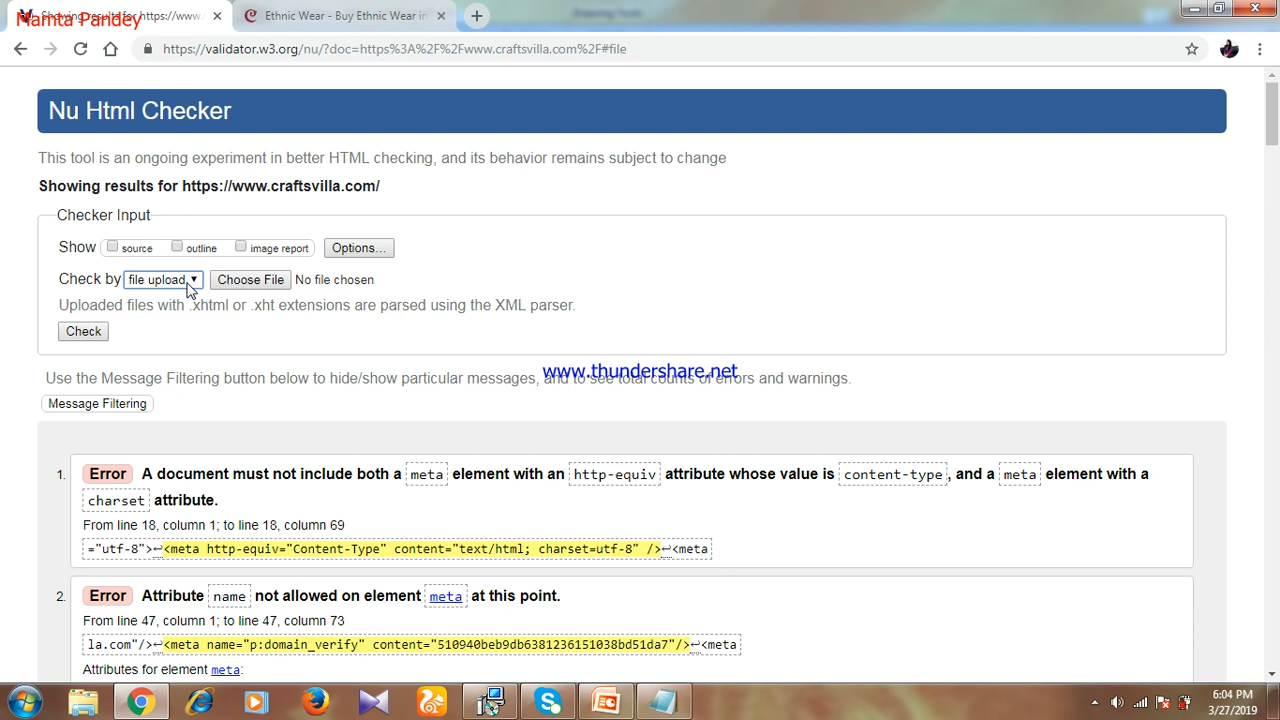 Showing results for https://www.
Namita Pandey
Ethnic Wear - Buy Ethnic Wear in
https://validator.w3.org/nu/?doc=https%3A%2F%2Fwww.craftsvilla.com%2F#file
Nu Html Checker
This tool is an ongoing experiment in better HTML checking, and its behavior remains subject to change
Showing results for https://www.craftsvilla.com/
Checker Input
Show source outline image report Options...
Check by file upload Choose File No file chosen
Uploaded files with .xhtml or .xht extensions are parsed using the XML parser.
Check
www.thundershare.net
Use the Message Filtering button below to hide/show particular messages, and to see total counts of errors and warnings.
Message Filtering
1. Error A document must not include both a meta element with an http-equiv attribute whose value is content-type, and a meta element with a
charset attribute.
From line 18, column 1; to line 18, column 69
="utf-8">↩<meta http-equiv="Content-Type" content="text/html; charset=utf-8" />↩<meta
2. Error Attribute name not allowed on element meta at this point.
From line 47, column 1; to line 47, column 73
la.com"/>↩<meta name="p:domain_verify" content="510940beb9db6381236151038bd51da7"/>↩<meta
Attributes for element meta:
6:04 PM
3/27/2019